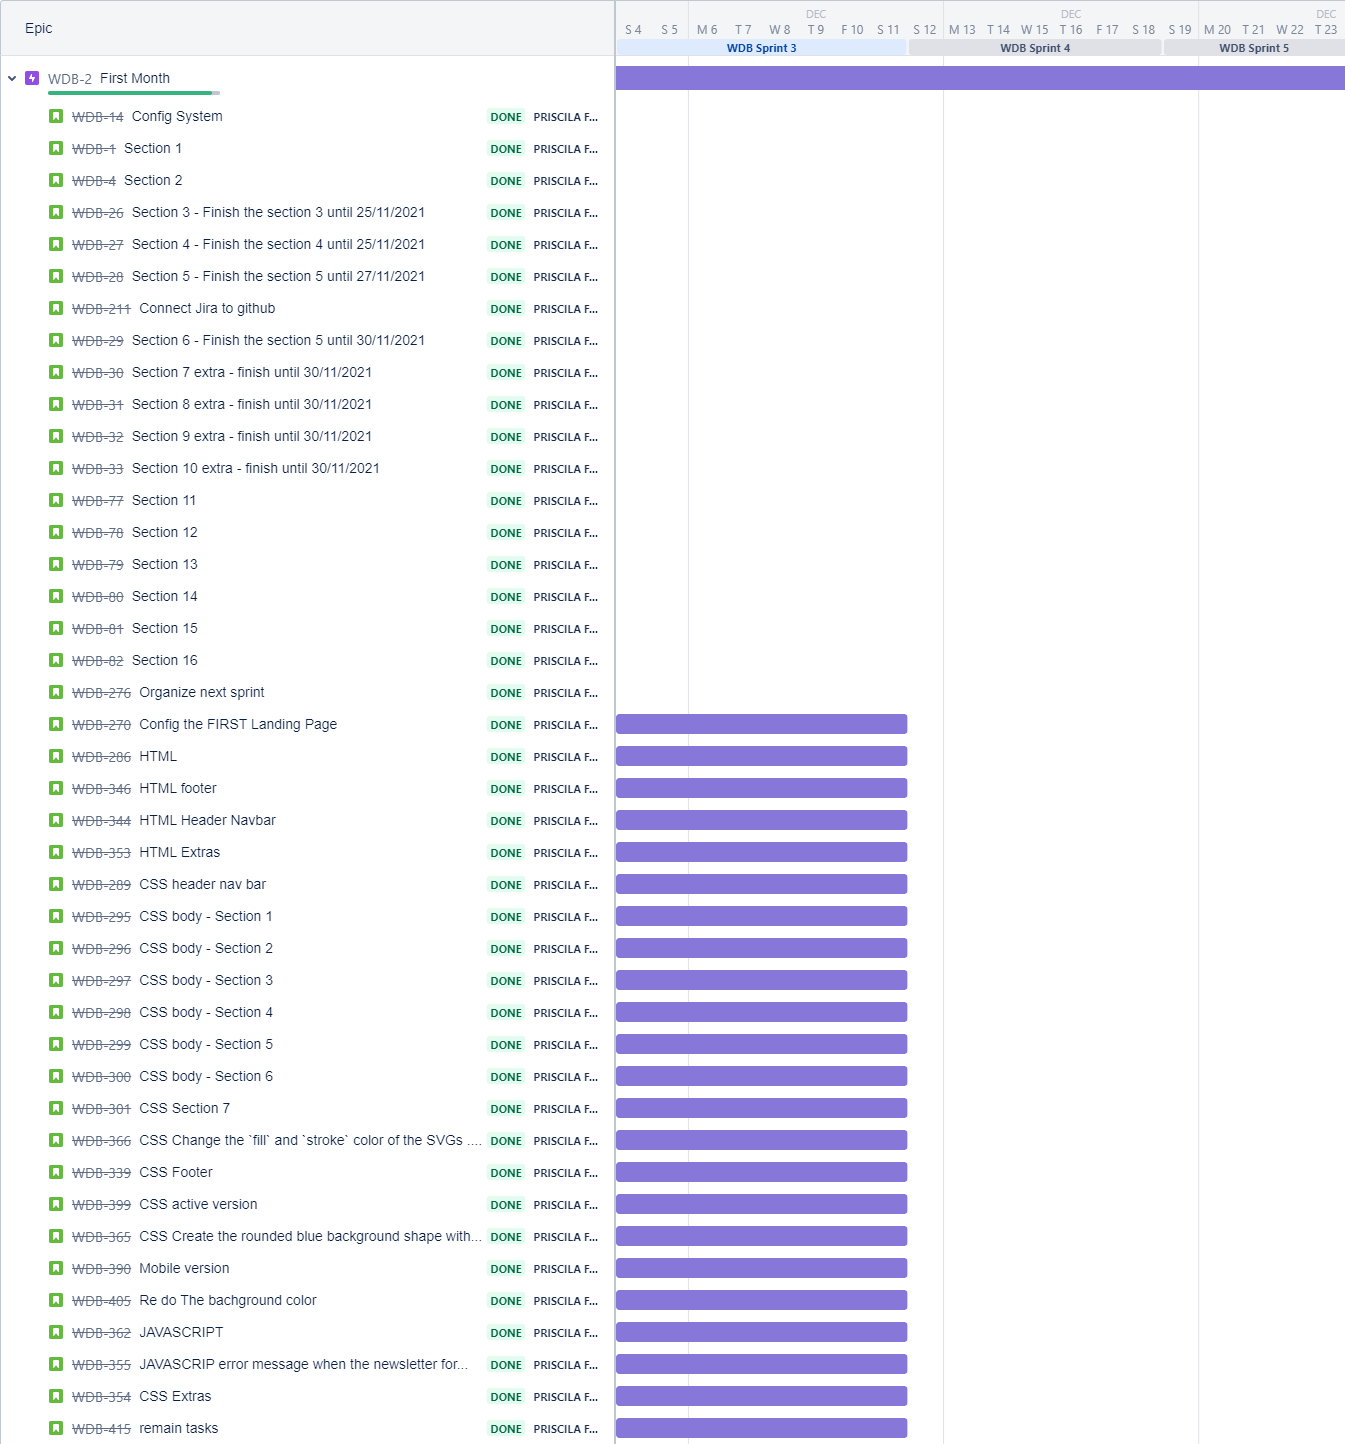 Epic
DEC DEC DEC
S 4 S 5 M 6 T 7 W 8 T 9 F 10 S 11 S 12 M 13 T 14 W 15 T 16 F 17 S 18 S 19 M 20 T 21 W 22 T 23
WDB Sprint 3 WDB Sprint 4 WDB Sprint 5
WDB-2 First Month
WDB-14 Config System DONE PRISCILA F...
WDB-1 Section 1 DONE PRISCILA F...
WDB-4 Section 2 DONE PRISCILA F...
WDB-26 Section 3 - Finish the section 3 until 25/11/2021 DONE PRISCILA F...
WDB-27 Section 4 - Finish the section 4 until 25/11/2021 DONE PRISCILA F...
WDB-28 Section 5 - Finish the section 5 until 27/11/2021 DONE PRISCILA F...
WDB-211 Connect Jira to github DONE PRISCILA F...
WDB-29 Section 6 - Finish the section 5 until 30/11/2021 DONE PRISCILA F...
WDB-30 Section 7 extra - finish until 30/11/2021 DONE PRISCILA F...
WDB-31 Section 8 extra - finish until 30/11/2021 DONE PRISCILA F...
WDB-32 Section 9 extra - finish until 30/11/2021 DONE PRISCILA F...
WDB-33 Section 10 extra - finish until 30/11/2021 DONE PRISCILA F...
WDB-77 Section 11 DONE PRISCILA F...
WDB-78 Section 12 DONE PRISCILA F...
WDB-79 Section 13 DONE PRISCILA F...
WDB-80 Section 14 DONE PRISCILA F...
WDB-81 Section 15 DONE PRISCILA F...
WDB-82 Section 16 DONE PRISCILA F...
WDB-276 Organize next sprint DONE PRISCILA F...
WDB-270 Config the FIRST Landing Page DONE PRISCILA F...
WDB-286 HTML DONE PRISCILA F...
WDB-346 HTML footer DONE PRISCILA F...
WDB-344 HTML Header Navbar DONE PRISCILA F...
WDB-353 HTML Extras DONE PRISCILA F...
WDB-289 CSS header nav bar DONE PRISCILA F...
WDB-295 CSS body - Section 1 DONE PRISCILA F...
WDB-296 CSS body - Section 2 DONE PRISCILA F...
WDB-297 CSS body - Section 3 DONE PRISCILA F...
WDB-298 CSS body - Section 4 DONE PRISCILA F...
WDB-299 CSS body - Section 5 DONE PRISCILA F...
WDB-300 CSS body - Section 6 DONE PRISCILA F...
WDB-301 CSS Section 7 DONE PRISCILA F...
WDB-366 CSS Change the `fill` and `stroke` color of the SVGs .... DONE PRISCILA F...
WDB-339 CSS Footer DONE PRISCILA F...
WDB-399 CSS active version DONE PRISCILA F...
WDB-365 CSS Create the rounded blue background shape with... DONE PRISCILA F...
WDB-390 Mobile version DONE PRISCILA F...
WDB-405 Re do The bachground color DONE PRISCILA F...
WDB-362 JAVASCRIPT DONE PRISCILA F...
WDB-355 JAVASCRIP error message when the newsletter for... DONE PRISCILA F...
WDB-354 CSS Extras DONE PRISCILA F...
WDB-415 remain tasks DONE PRISCILA F...